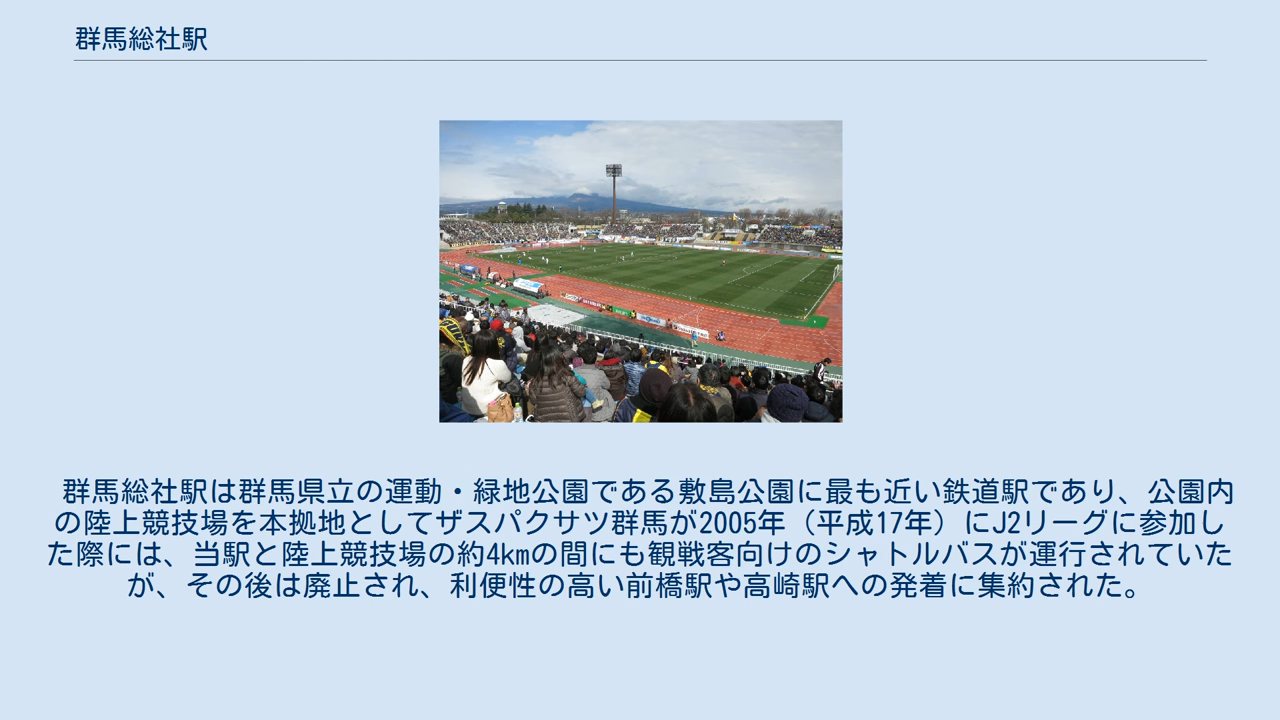 群馬総社駅
群馬総社駅は群馬県立の運動・緑地公園である敷島公園に最も近い鉄道駅であり、公園内
の陸上競技場を本拠地としてザスパクサツ群馬が2005年（平成17年）にJ2リーグに参加し
た際には、当駅と陸上競技場の約4kmの間にも観戦客向けのシャトルバスが運行されていた
が、その後は廃止され、利便性の高い前橋駅や高崎駅への発着に集約された。